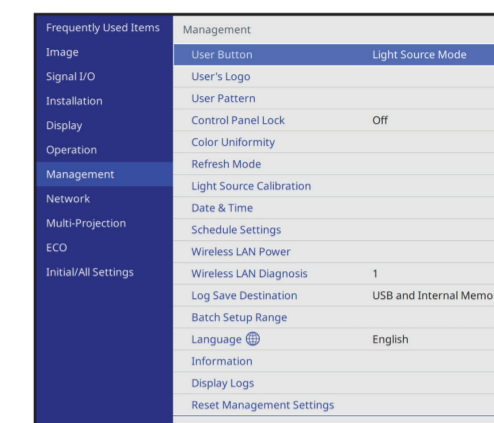 Frequently Used Items
Image
Signal I/O
Installation
Display
Operation
Management
Network
Multi-Projection
ECO
Initial/All Settings
Management
User Button Light Source Mode
User's Logo
User Pattern
Control Panel Lock Off
Color Uniformity
Refresh Mode
Light Source Calibration
Date & Time
Schedule Settings
Wireless LAN Power
Wireless LAN Diagnosis 1
Log Save Destination USB and Internal Memo
Batch Setup Range
Language English
Information
Display Logs
Reset Management Settings